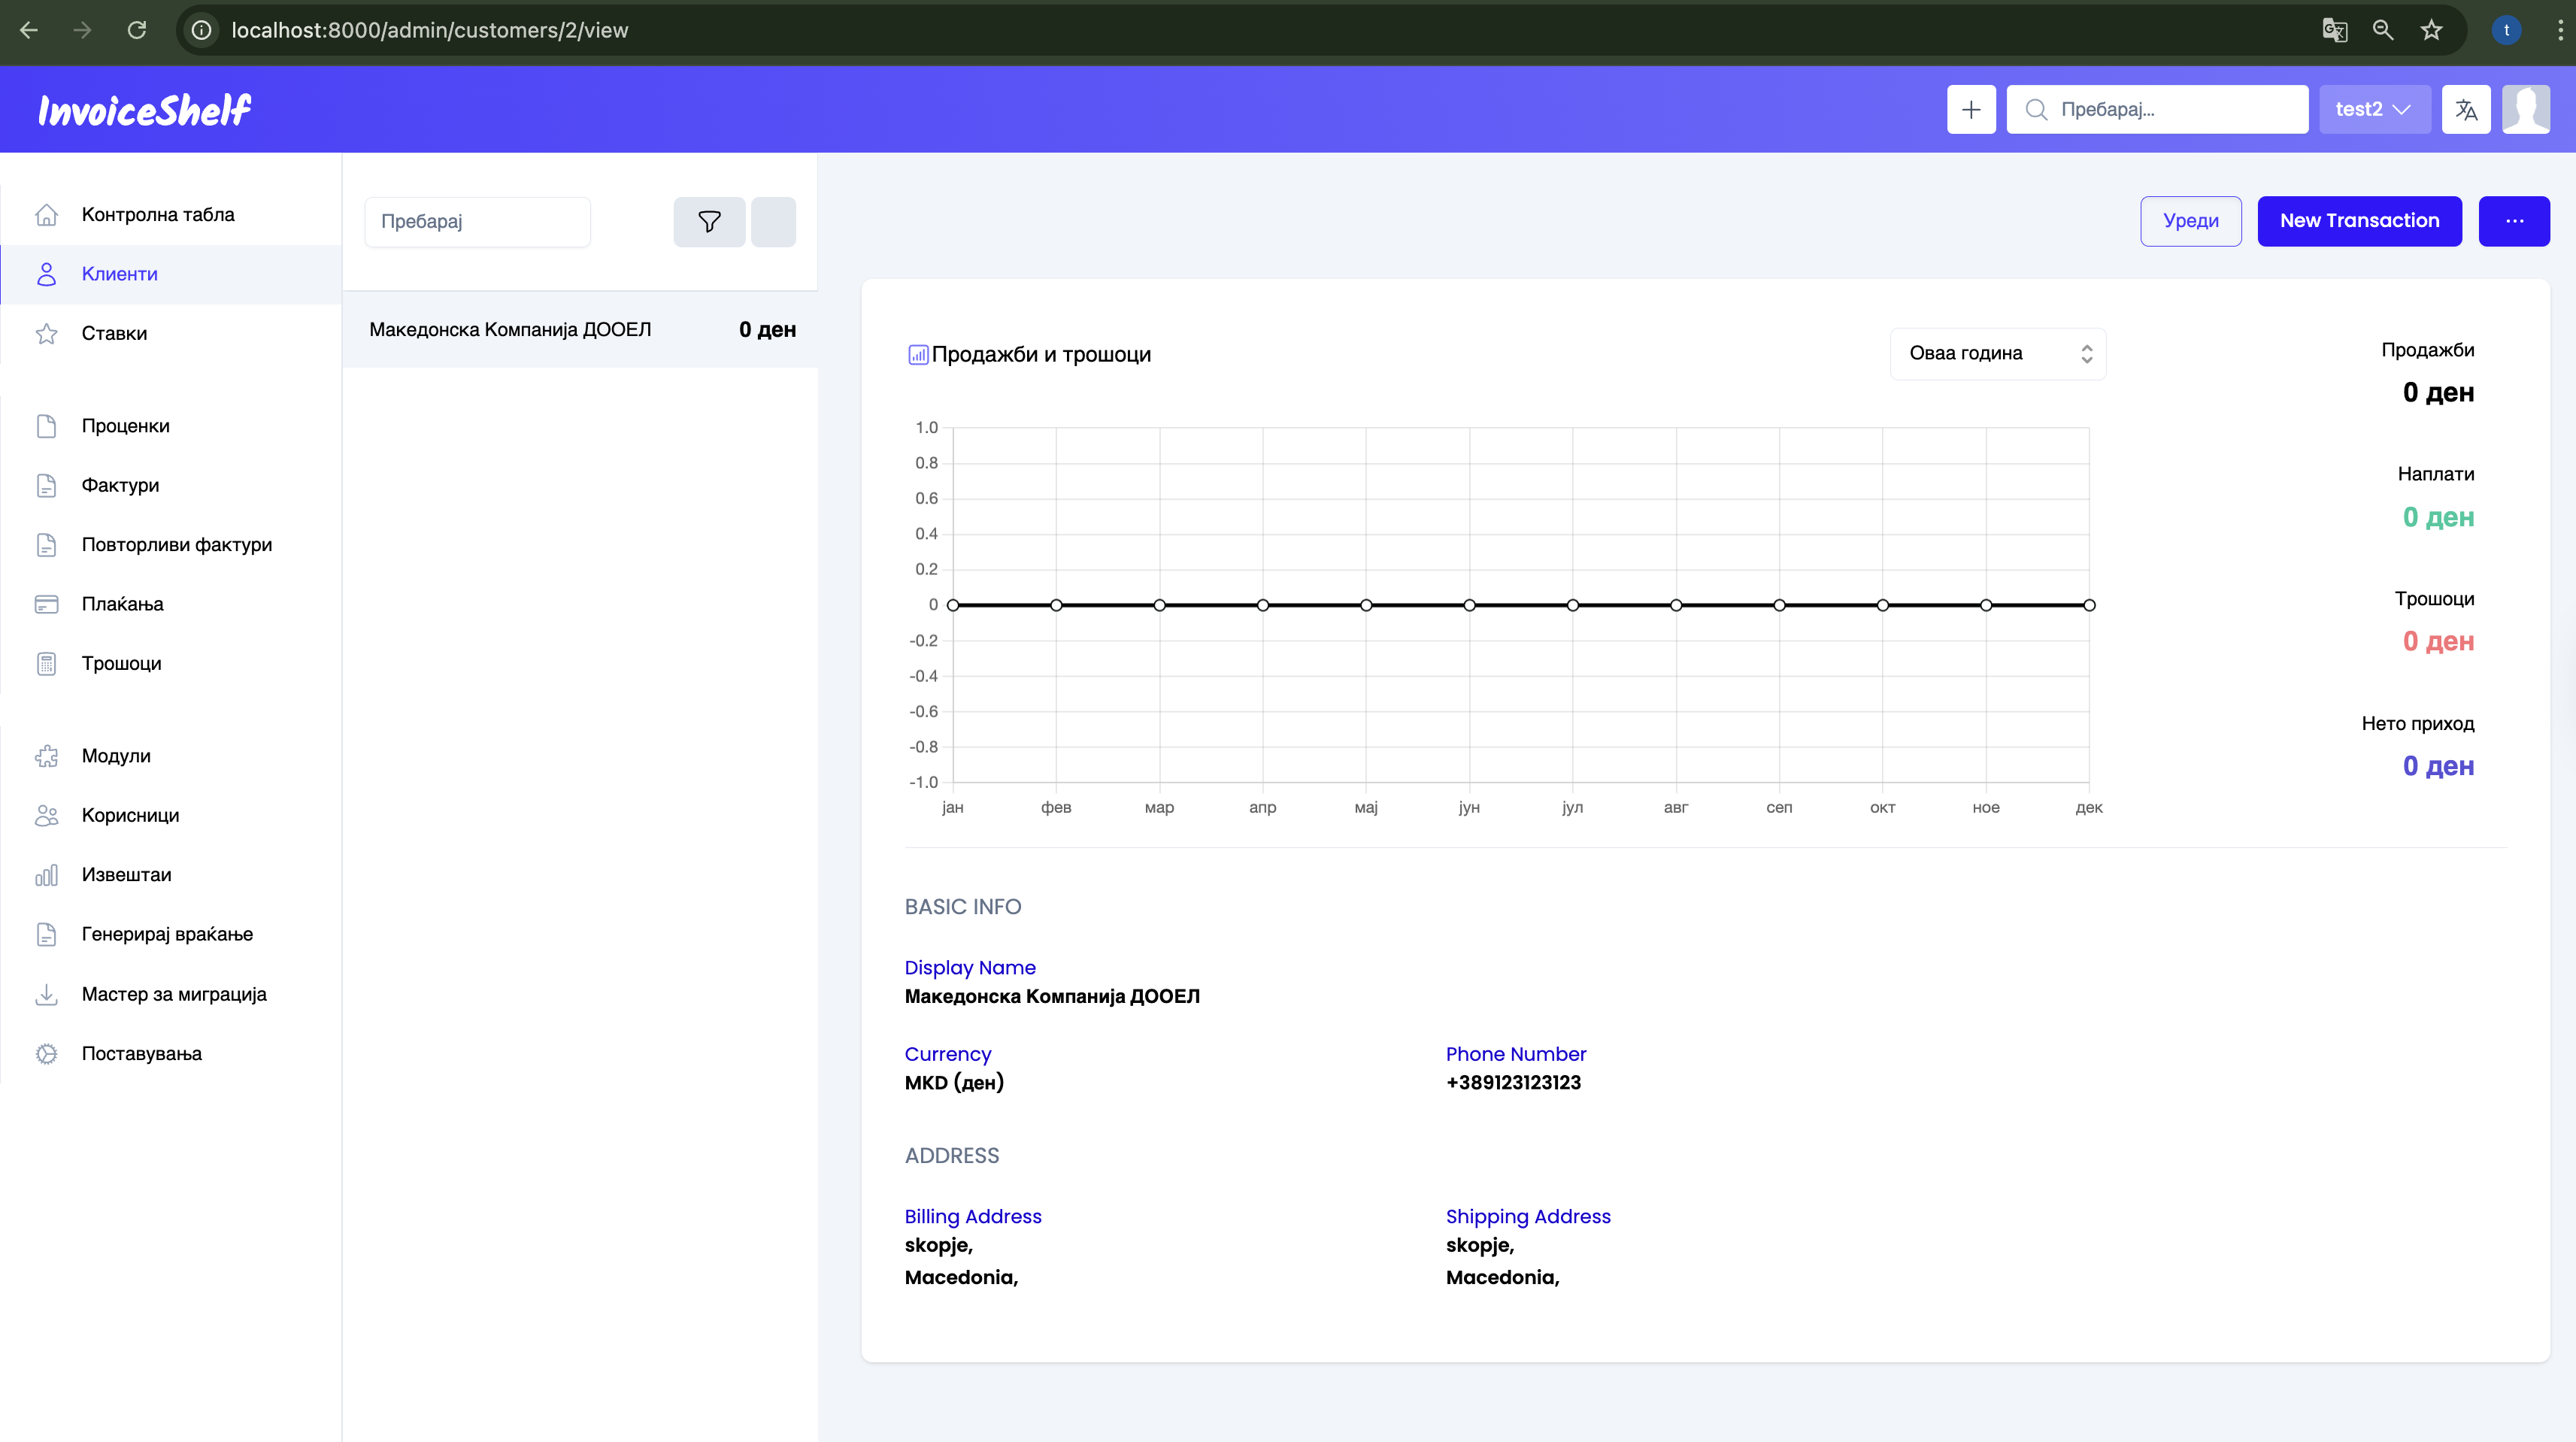 localhost:8000/admin/customers/2/view
t
InvoiceShelf
Пребарај...
test2
Контролна табла
Клиенти
Ставки
Проценки
Фактури
Повторливи фактури
Плаќања
Трошоци
Модули
Корисници
Извештаи
Генерирај враќање
Мастер за миграција
Поставувања
Пребарај
Македонска Компанија ДООЕЛ 0 ден
Уреди
New Transaction
...
Продажби и трошоци
Оваа година
1.0
0.8
0.6
0.4
0.2
0
-0.2
-0.4
-0.6
-0.8
-1.0
јан фев мар апр мај јун јул авг сеп окт ное дек
Продажби
0 ден
Наплати
0 ден
Трошоци
0 ден
Нето приход
0 ден
BASIC INFO
Display Name
Македонска Компанија ДООЕЛ
Currency
MKD (ден)
Phone Number
+389123123123
ADDRESS
Billing Address
skopje,
Macedonia,
Shipping Address
skopje,
Macedonia,